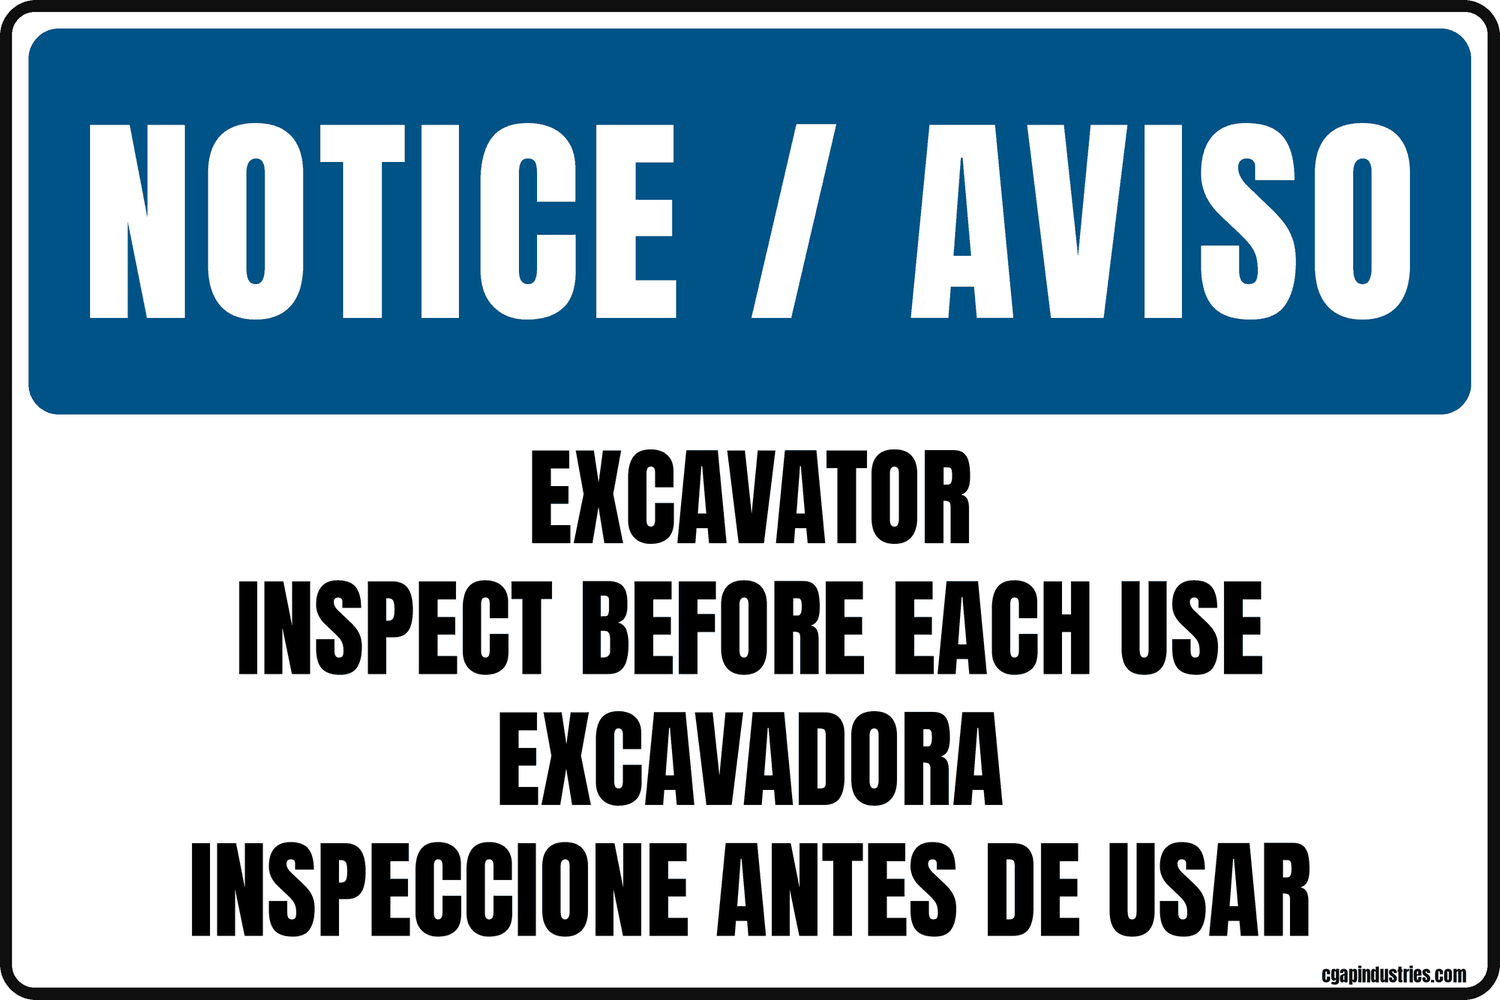 NOTICE / AVISO
EXCAVATOR
INSPECT BEFORE EACH USE
EXCAVADORA
INSPECCIONE ANTES DE USAR
cgapindustries.com